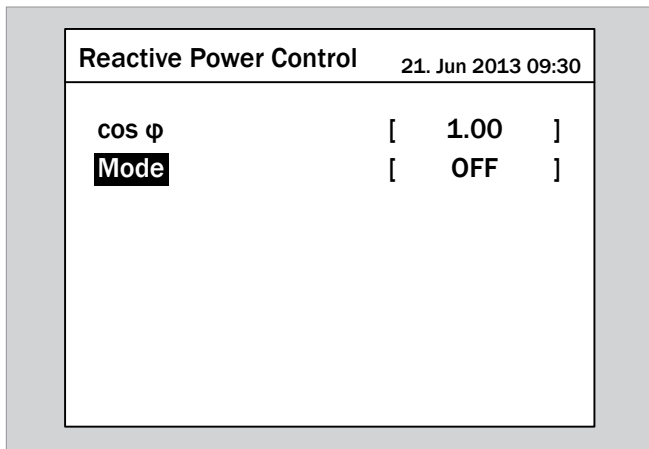 Reactive Power Control 21. Jun 2013 09:30
cos φ [ 1.00 ]
Mode [ OFF ]